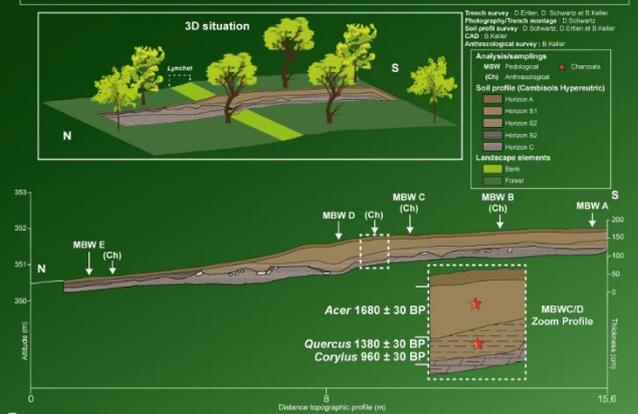 3D situation
Lynchet
S
N
Trench survey : D.Ertlen, D. Schwartz et B.Keller
Photography/Trench montage : D.Schwartz
Soil profil survey : D.Schwartz, D.Ertlen et B.Keller
CAD : B.Keller
Anthracological survey : B.Keller
Analysis/samplings
MBW Pedological
Charcoals
(Ch) Anthracological
Soil profile (Cambisols Hypereutric)
Horizon A
Horizon S1
Horizon S2
Horizon S2
Horizon C
Landscape elements
Bank
Forest
353
352
351
350
Altitude (m)
N
MBW E
(Ch)
MBW D
(Ch)
MBW C
(Ch)
MBW B
(Ch)
MBW A
S
200
150
100
50
0
Thickness (cm)
Acer 1680 ± 30 BP
Quercus 1380 ± 30 BP
Corylus 960 ± 30 BP
MBWC/D
Zoom Profile
0
8
15.6
Distance topographic profile (m)